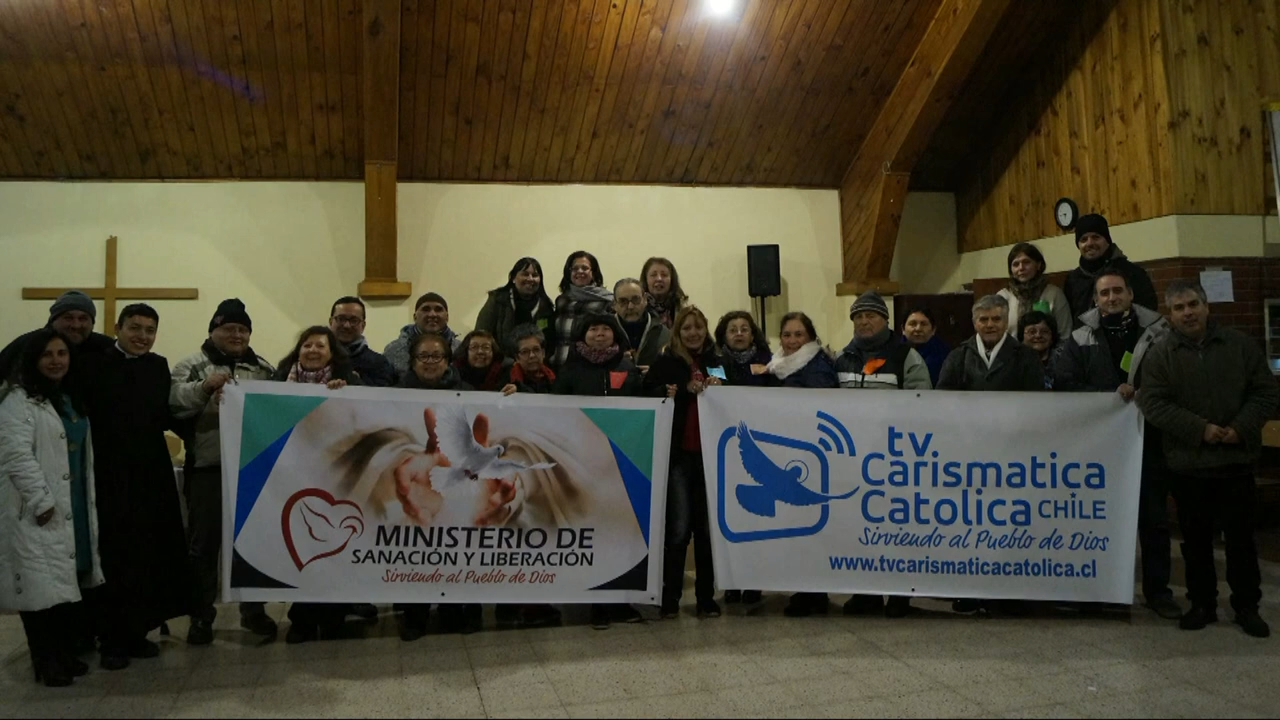 MINISTERIO DE
SANACIÓN Y LIBERACIÓN
Sirviendo al Pueblo de Dios
tv
Carismatica
Catolica CHILE
Sirviendo al Pueblo de Dios
www.tvcarismaticacatolica.cl